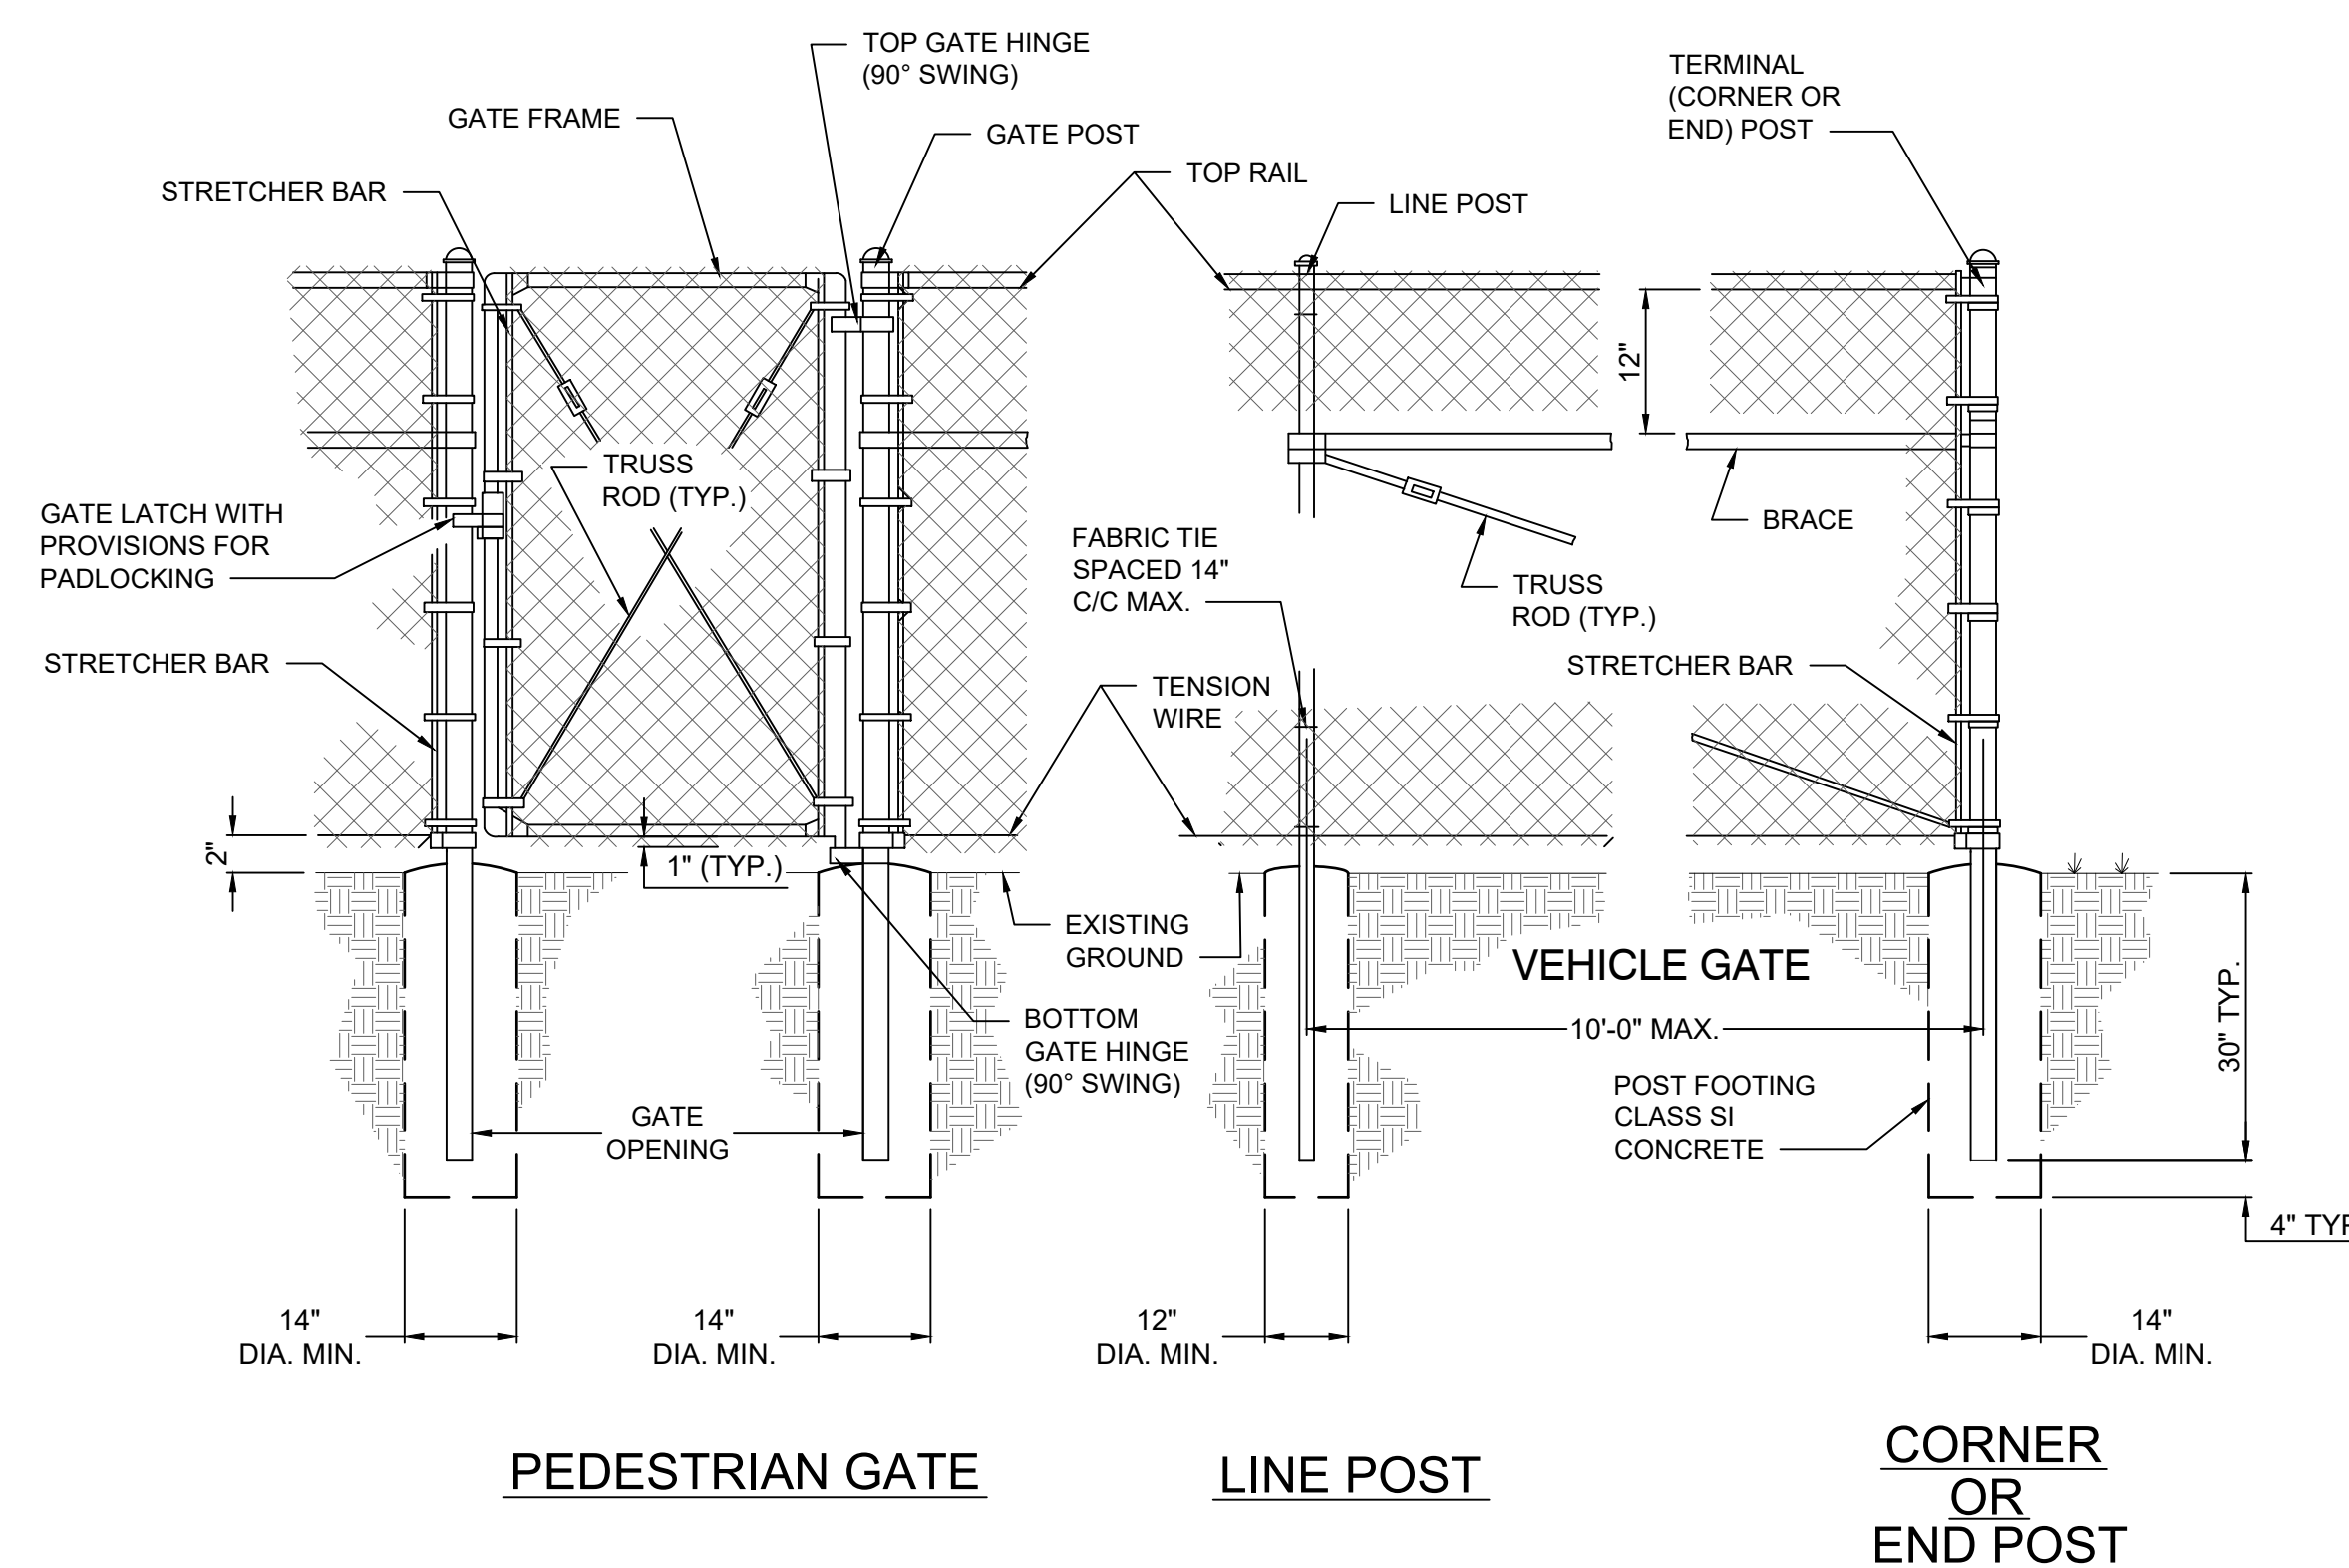 TOP GATE HINGE
(90° SWING)
GATE FRAME
GATE POST
STRETCHER BAR
TOP RAIL
LINE POST
TERMINAL
(CORNER OR
END) POST
12"
TRUSS
ROD (TYP.)
GATE LATCH WITH
PROVISIONS FOR
PADLOCKING
BRACE
FABRIC TIE
SPACED 14"
C/C MAX.
TRUSS
ROD (TYP.)
STRETCHER BAR
STRETCHER BAR
TENSION
WIRE
2"
1" (TYP.)
EXISTING
GROUND
VEHICLE GATE
10'-0" MAX.
30" TYP.
BOTTOM
GATE HINGE
(90° SWING)
GATE
OPENING
POST FOOTING
CLASS SI
CONCRETE
4" TYP
14"
DIA. MIN.
14"
DIA. MIN.
12"
DIA. MIN.
14"
DIA. MIN.
PEDESTRIAN GATE
LINE POST
CORNER
OR
END POST